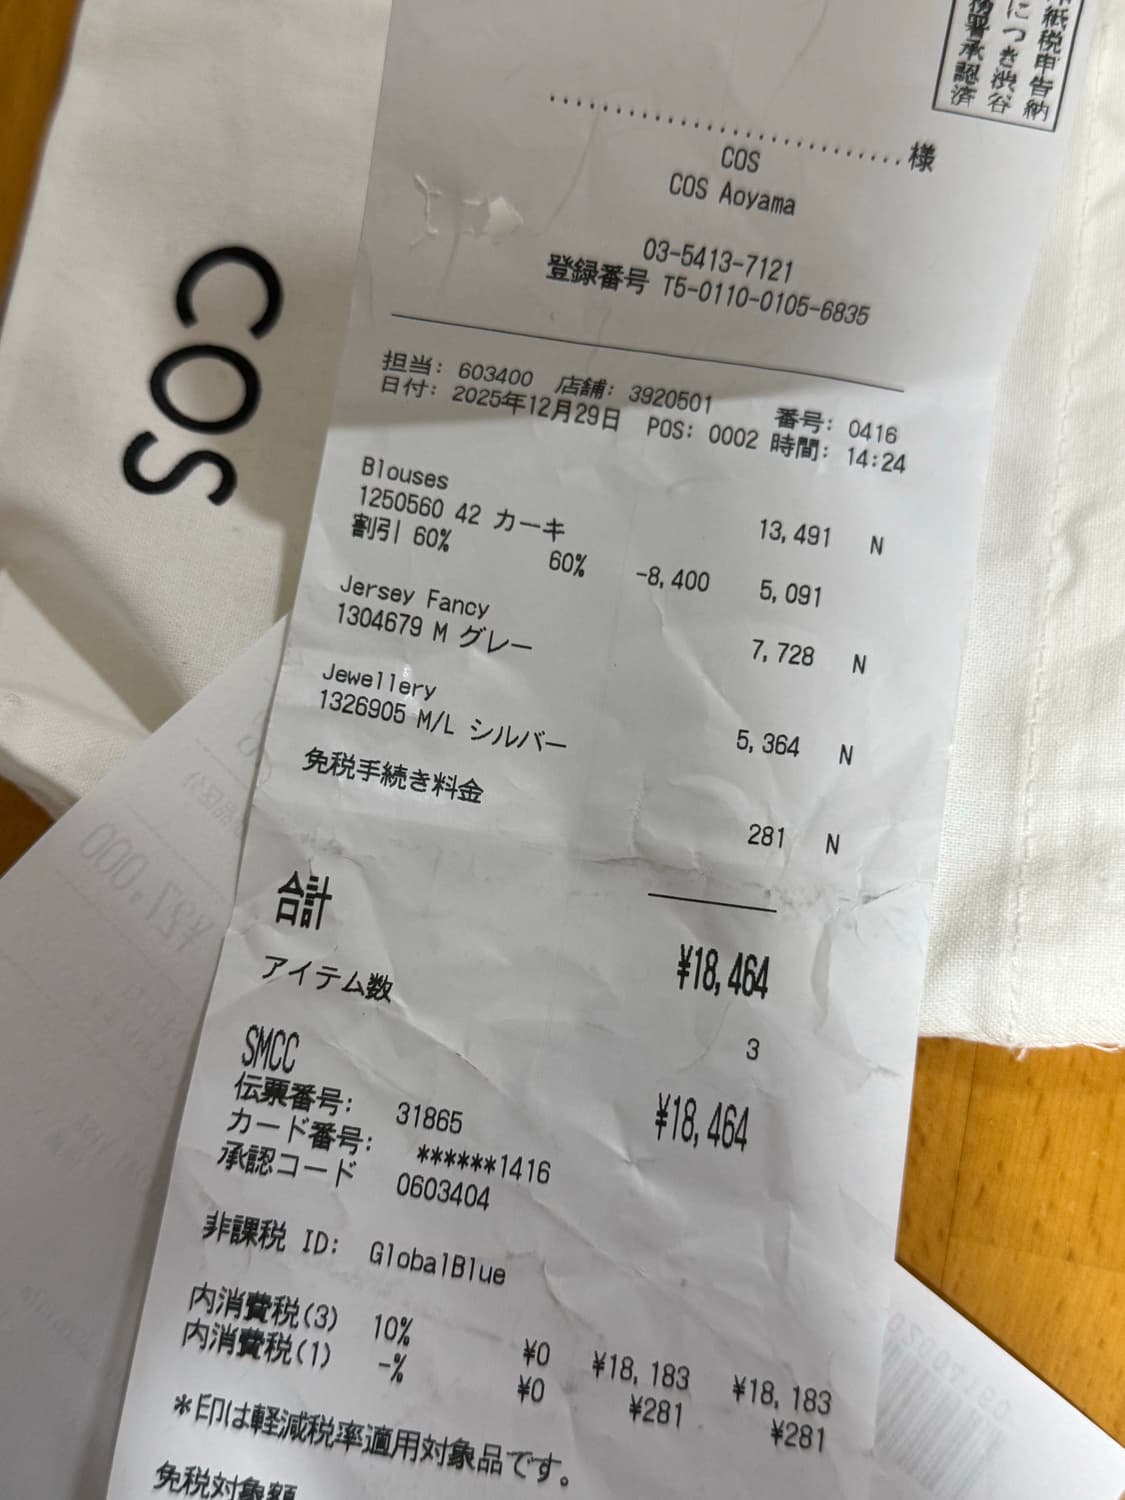 紙税申告納
につき渋谷
務署承認済
様
COS
COS Aoyama
03-5413-7121
登録番号 T5-0110-0105-6835
担当: 603400 店舗: 3920501 番号: 0416
日付: 2025年12月29日 POS: 0002 時間: 14:24
Blouses
1250560 42 カーキ 13,491 N
割引 60% 60% -8,400 5,091
Jersey Fancy
1304679 M グレー 7,728 N
Jewellery
1326905 M/L シルバー 5,364 N
免税手続き料金 281 N
合計 ¥18,464
アイテム数 3
SMCC ¥18,464
伝票番号: 31865
カード番号: ******1416
承認コード 0603404
非課税 ID: GlobalBlue
内消費税(3) 10% ¥0 ¥18,183 ¥18,183
内消費税(1) -% ¥0 ¥281 ¥281
*印は軽減税率適用対象品です。
免税対象額
COS